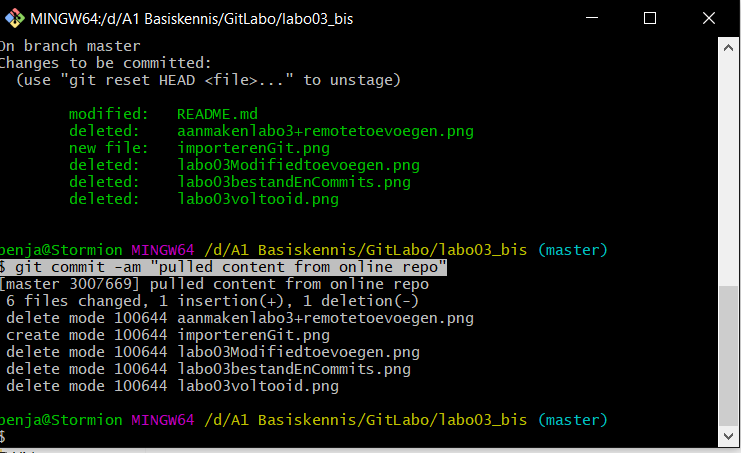 MINGW64:/d/A1 Basiskennis/GitLabo/labo03_bis
On branch master
Changes to be committed:
  (use "git reset HEAD <file>..." to unstage)
        modified:   README.md
        deleted:    aanmakenlabo3+remotetoevoegen.png
        new file:   importerenGit.png
        deleted:    labo03Modifiedtoevoegen.png
        deleted:    labo03bestandEnCommits.png
        deleted:    labo03voltooid.png
benja@Stormion MINGW64 /d/A1 Basiskennis/GitLabo/labo03_bis (master)
$ git commit -am "pulled content from online repo"
[master 3007669] pulled content from online repo
 6 files changed, 1 insertion(+), 1 deletion(-)
 delete mode 100644 aanmakenlabo3+remotetoevoegen.png
 create mode 100644 importerenGit.png
 delete mode 100644 labo03Modifiedtoevoegen.png
 delete mode 100644 labo03bestandEnCommits.png
 delete mode 100644 labo03voltooid.png
benja@Stormion MINGW64 /d/A1 Basiskennis/GitLabo/labo03_bis (master)
$